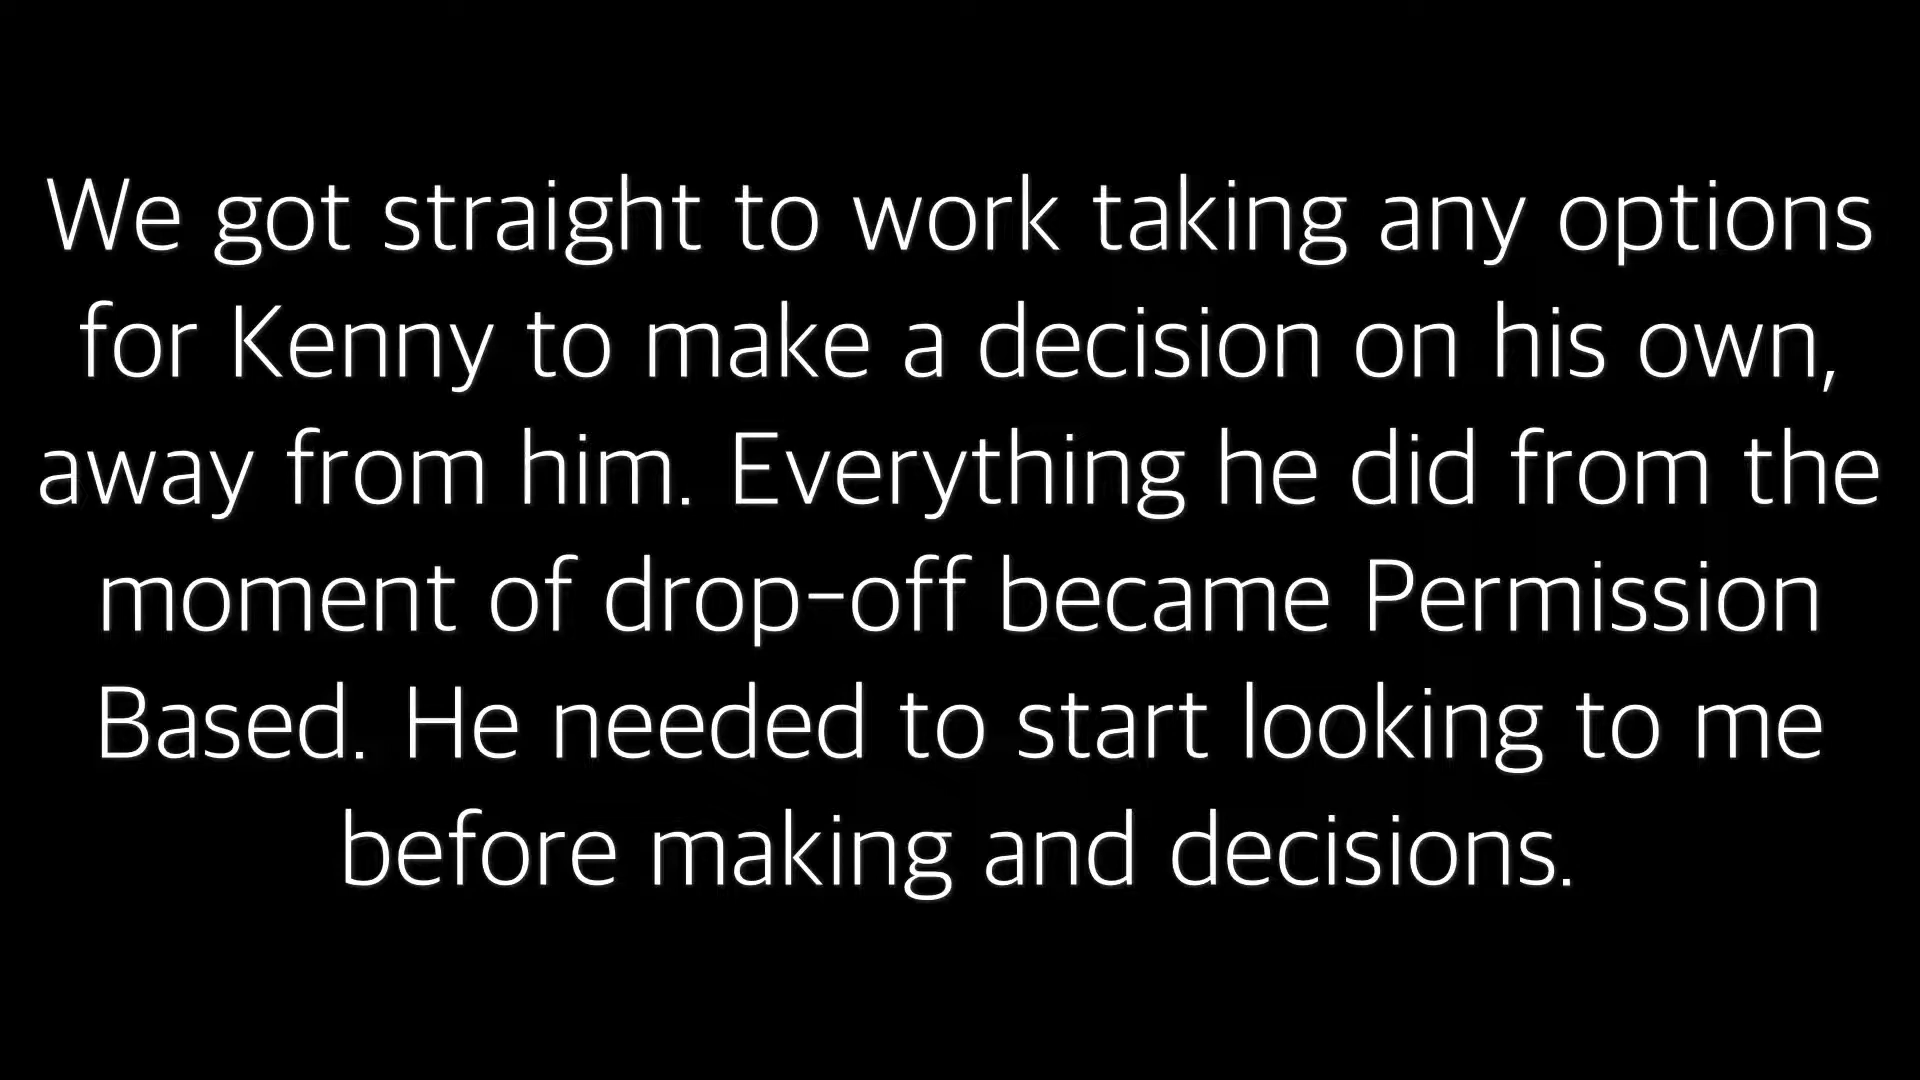 We got straight to work taking any options
for Kenny to make a decision on his own,
away from him. Everything he did from the
moment of drop-off became Permission
Based. He needed to start looking to me
before making and decisions.